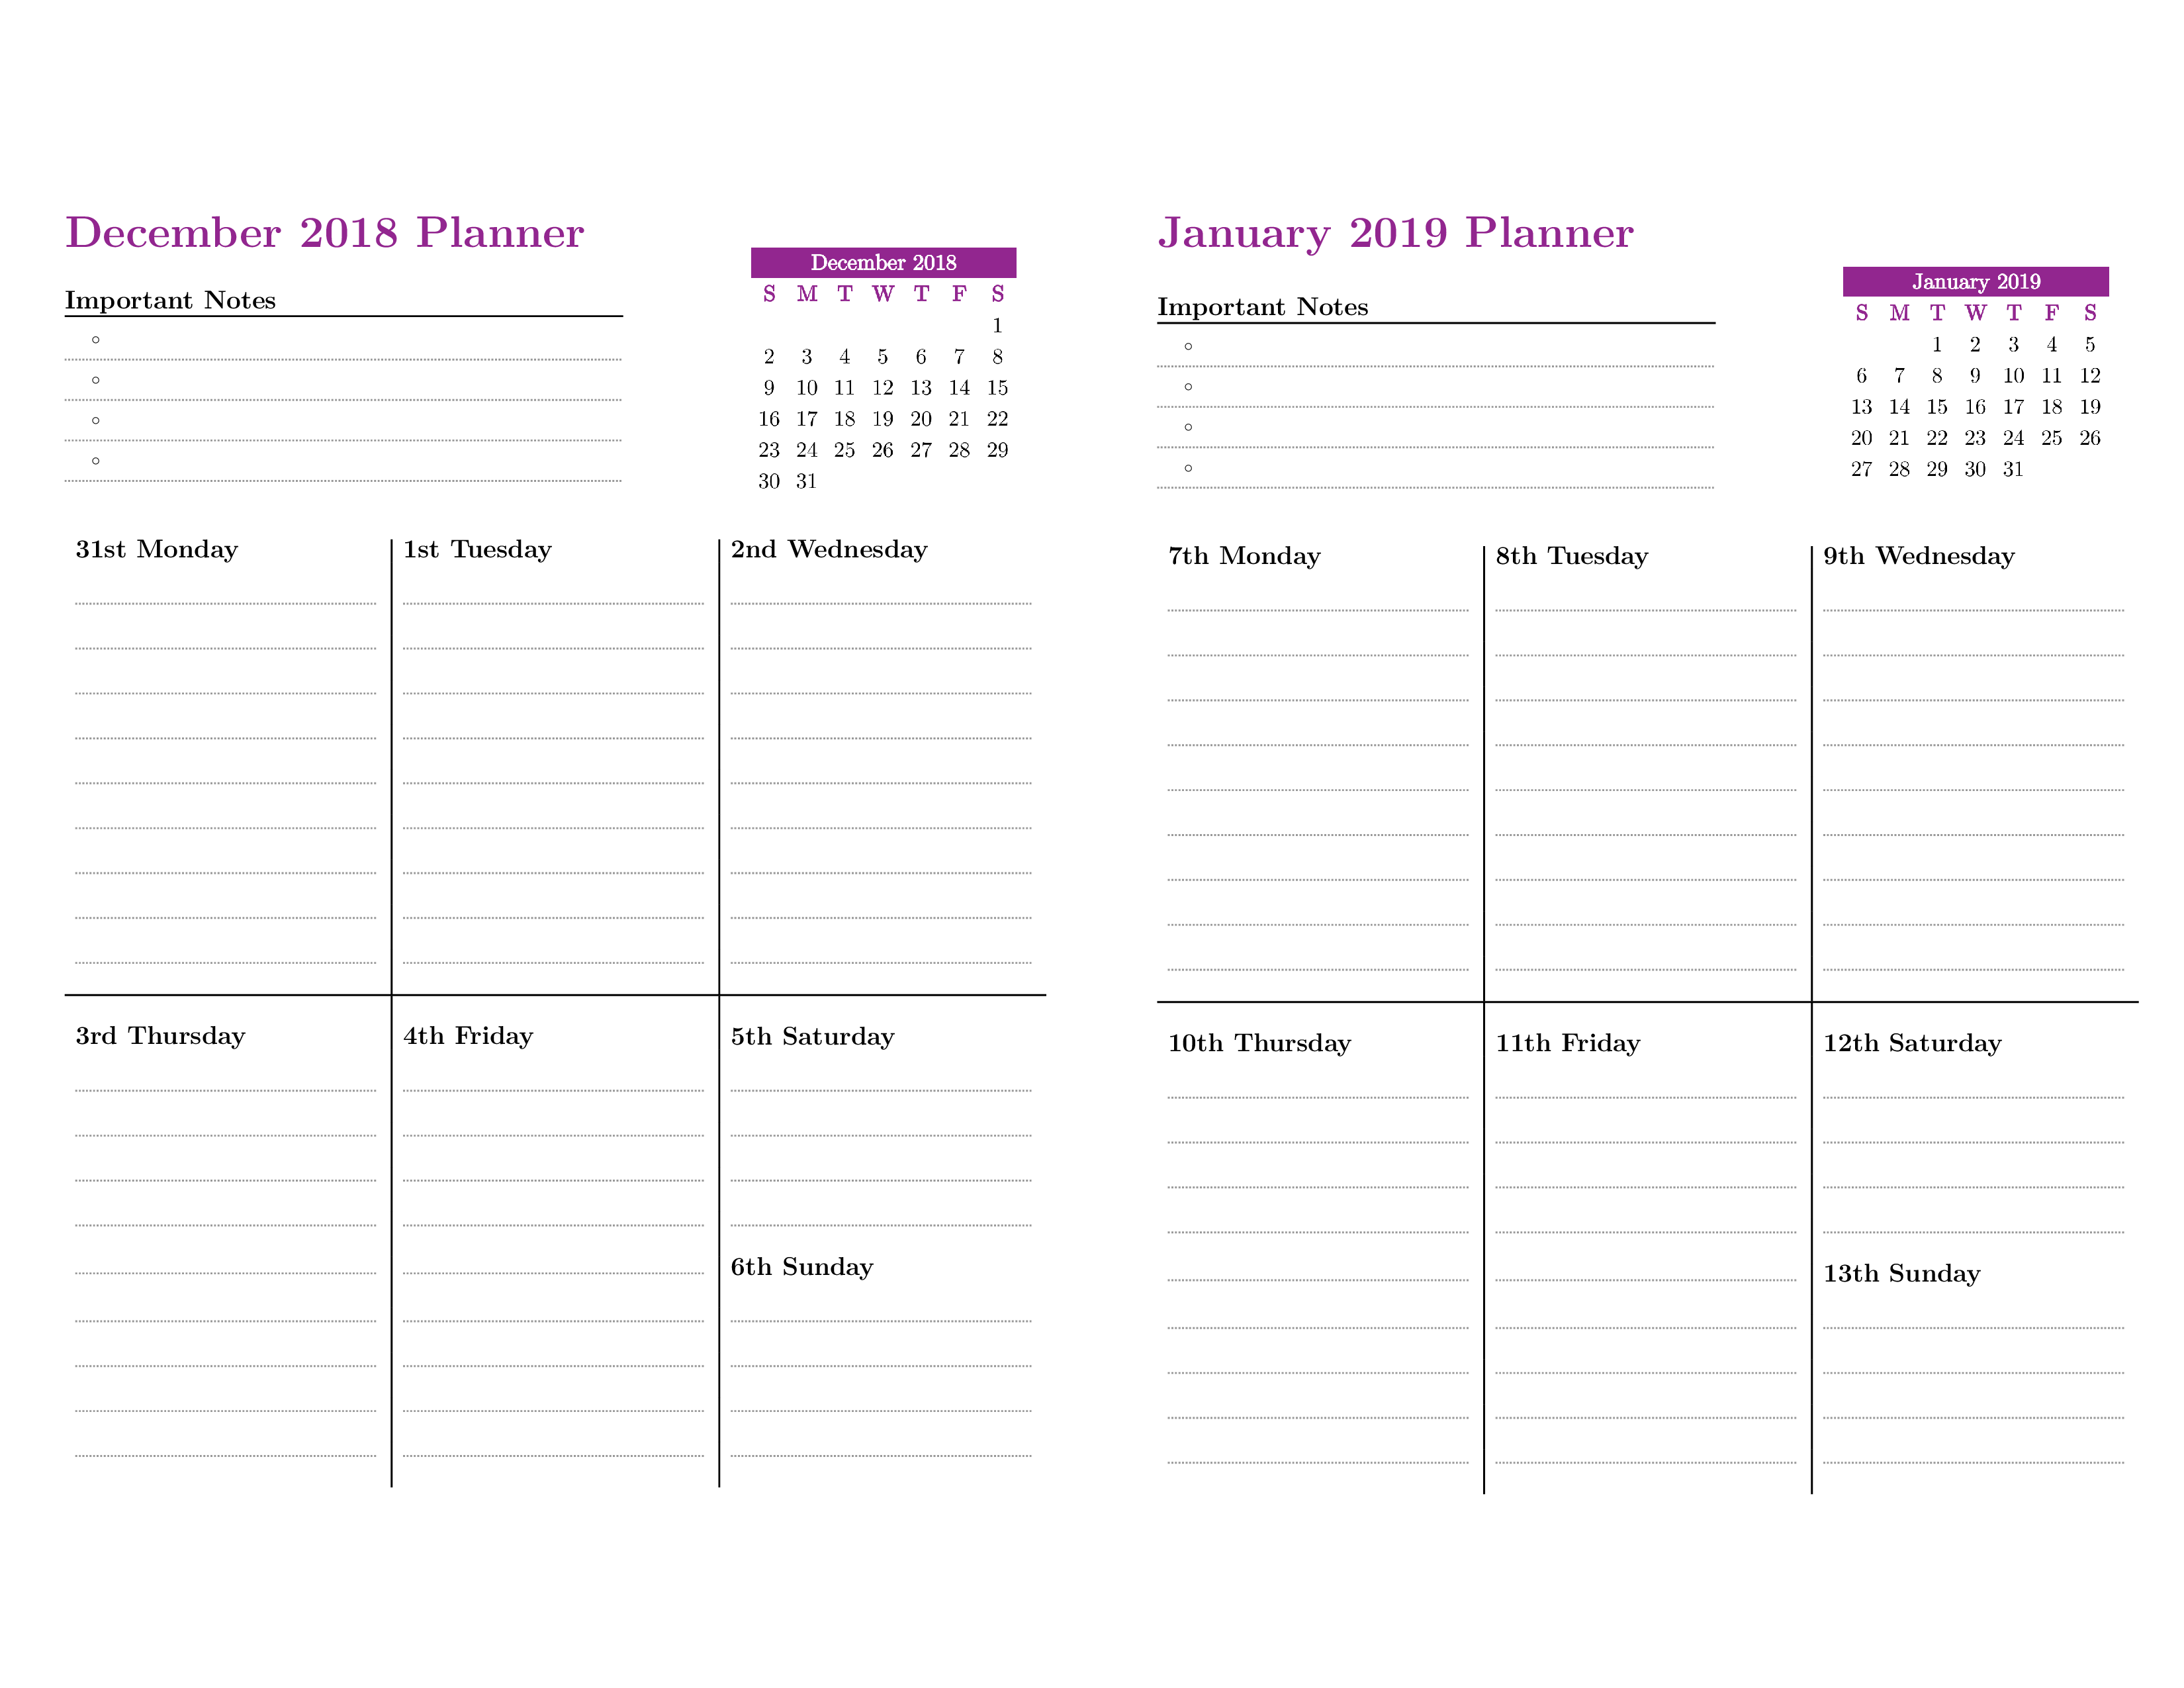 December 2018 Planner
Important Notes
December 2018
S M T W T F S
1
2 3 4 5 6 7 8
9 10 11 12 13 14 15
16 17 18 19 20 21 22
23 24 25 26 27 28 29
30 31
31st Monday
1st Tuesday
2nd Wednesday
3rd Thursday
4th Friday
5th Saturday
6th Sunday
January 2019 Planner
Important Notes
January 2019
S M T W T F S
1 2 3 4 5
6 7 8 9 10 11 12
13 14 15 16 17 18 19
20 21 22 23 24 25 26
27 28 29 30 31
7th Monday
8th Tuesday
9th Wednesday
10th Thursday
11th Friday
12th Saturday
13th Sunday